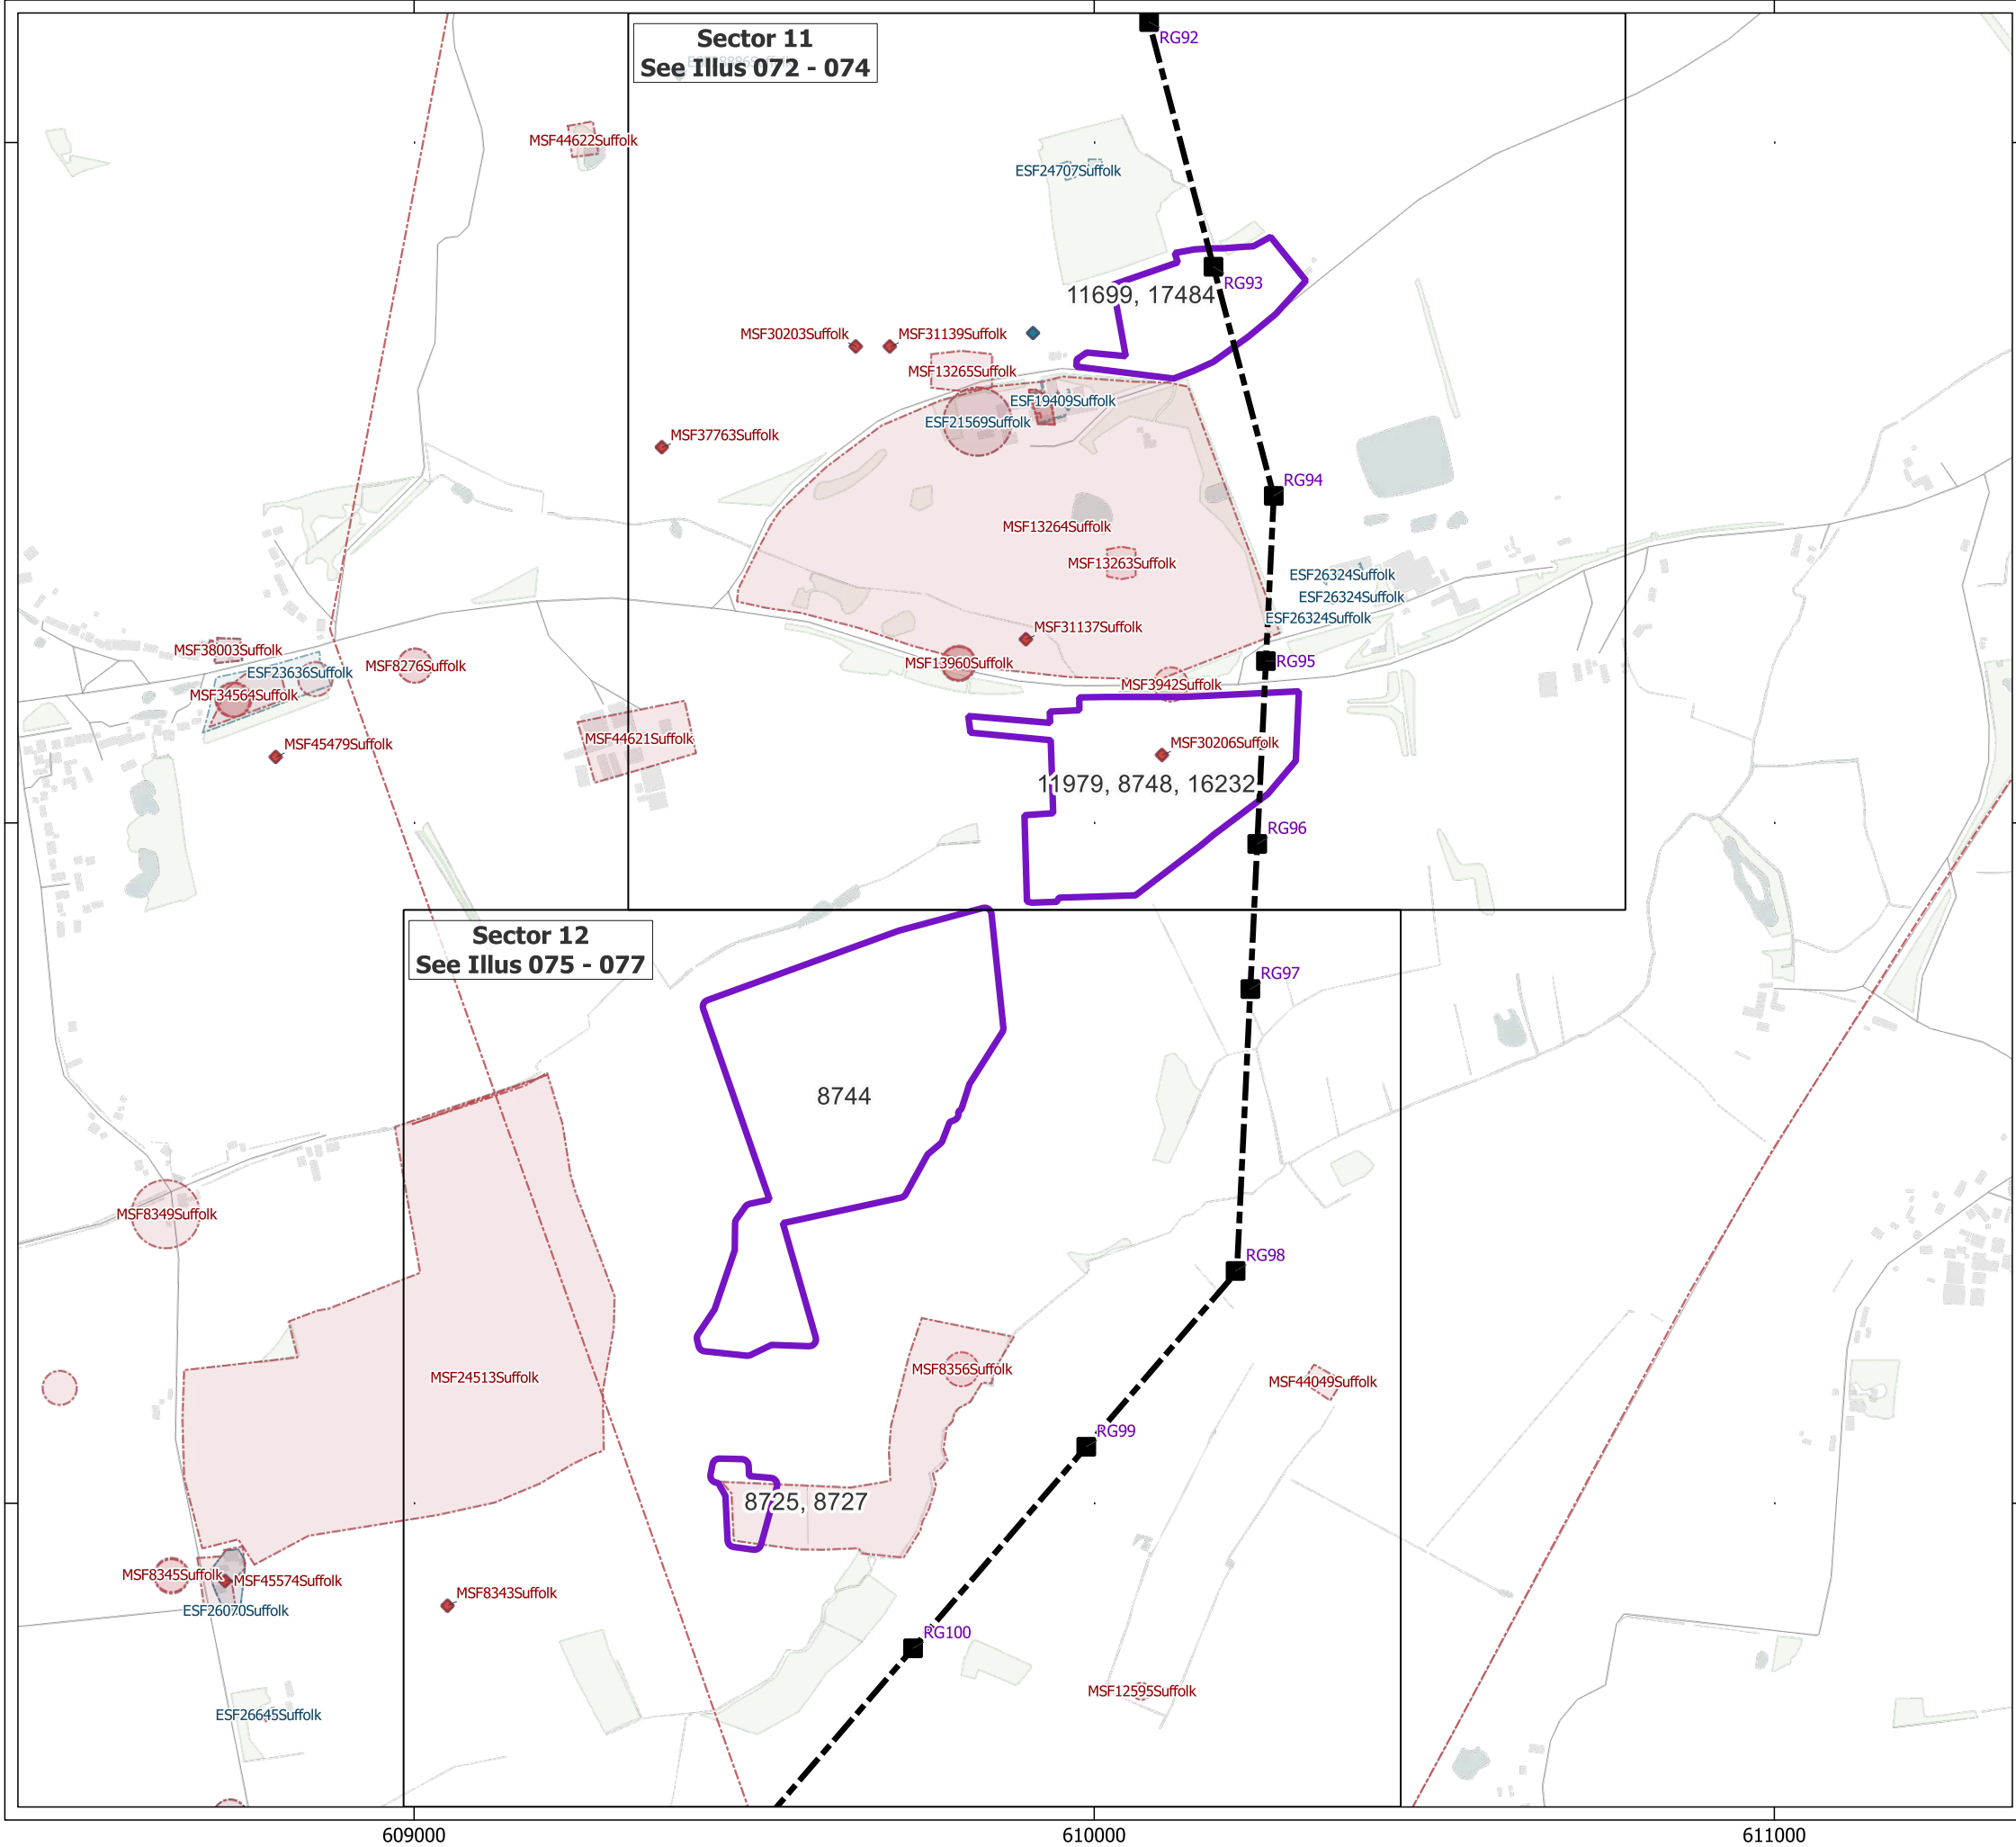 Sector 11
See Illus 072 - 074
RG92
MSF44622Suffolk
ESF24707Suffolk
RG93
11699, 17484
MSF30203Suffolk
MSF31139Suffolk
MSF13265Suffolk
ESF19409Suffolk
ESF21569Suffolk
MSF37763Suffolk
RG94
MSF13264Suffolk
MSF13263Suffolk
ESF26324Suffolk
ESF26324Suffolk
ESF26324Suffolk
MSF31137Suffolk
MSF38003Suffolk
MSF8276Suffolk
MSF13960Suffolk
RG95
ESF23636Suffolk
MSF3942Suffolk
MSF34564Suffolk
MSF45479Suffolk
MSF44621Suffolk
MSF30206Suffolk
11979, 8748, 16232
RG96
Sector 12
See Illus 075 - 077
RG97
8744
MSF8349Suffolk
RG98
MSF24513Suffolk
MSF8356Suffolk
MSF44049Suffolk
RG99
8725, 8727
MSF8345Suffolk
MSF45574Suffolk
MSF8343Suffolk
ESF26070Suffolk
RG100
MSF12595Suffolk
ESF26645Suffolk
609000
610000
611000